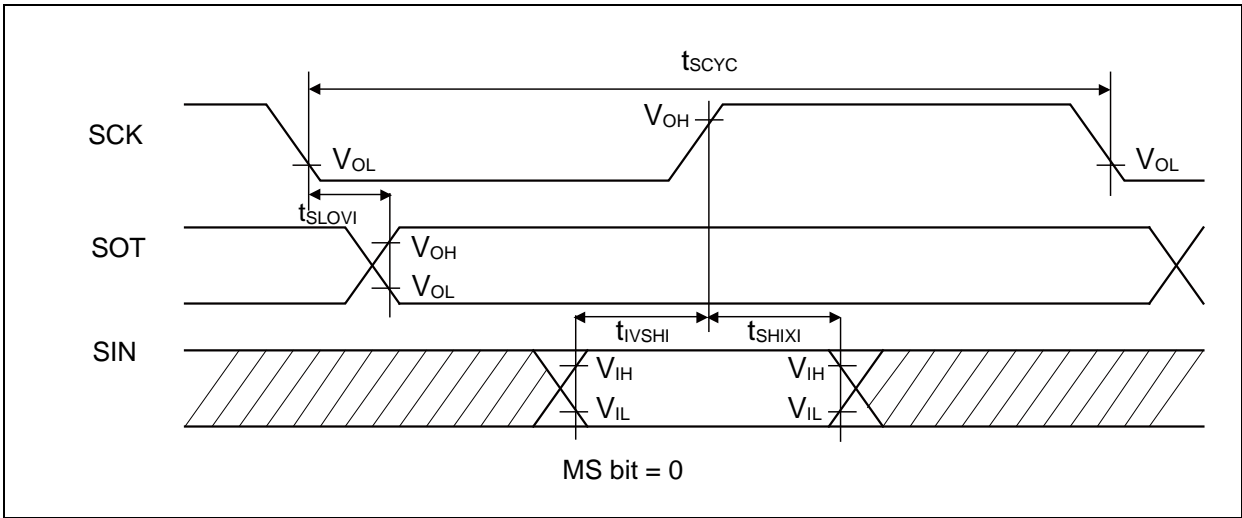 tSCYC
SCK
VOH
VOL
VOL
tSLOVI
SOT
VOH
VOL
tIVSHI
tSHIXI
SIN
VIH
VIH
VIL
VIL
MS bit = 0